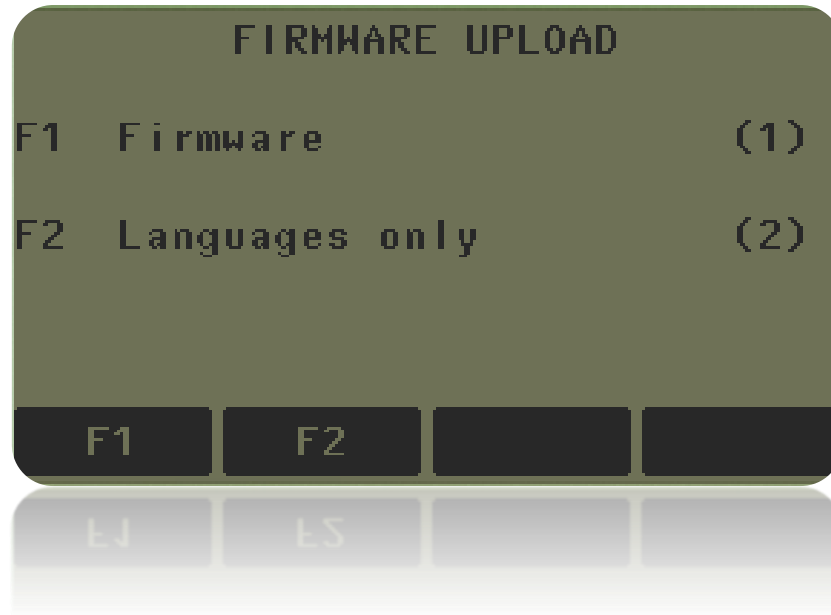 FIRMWARE UPLOAD
F1 Firmware (1)
F2 Languages only (2)
F1 F2